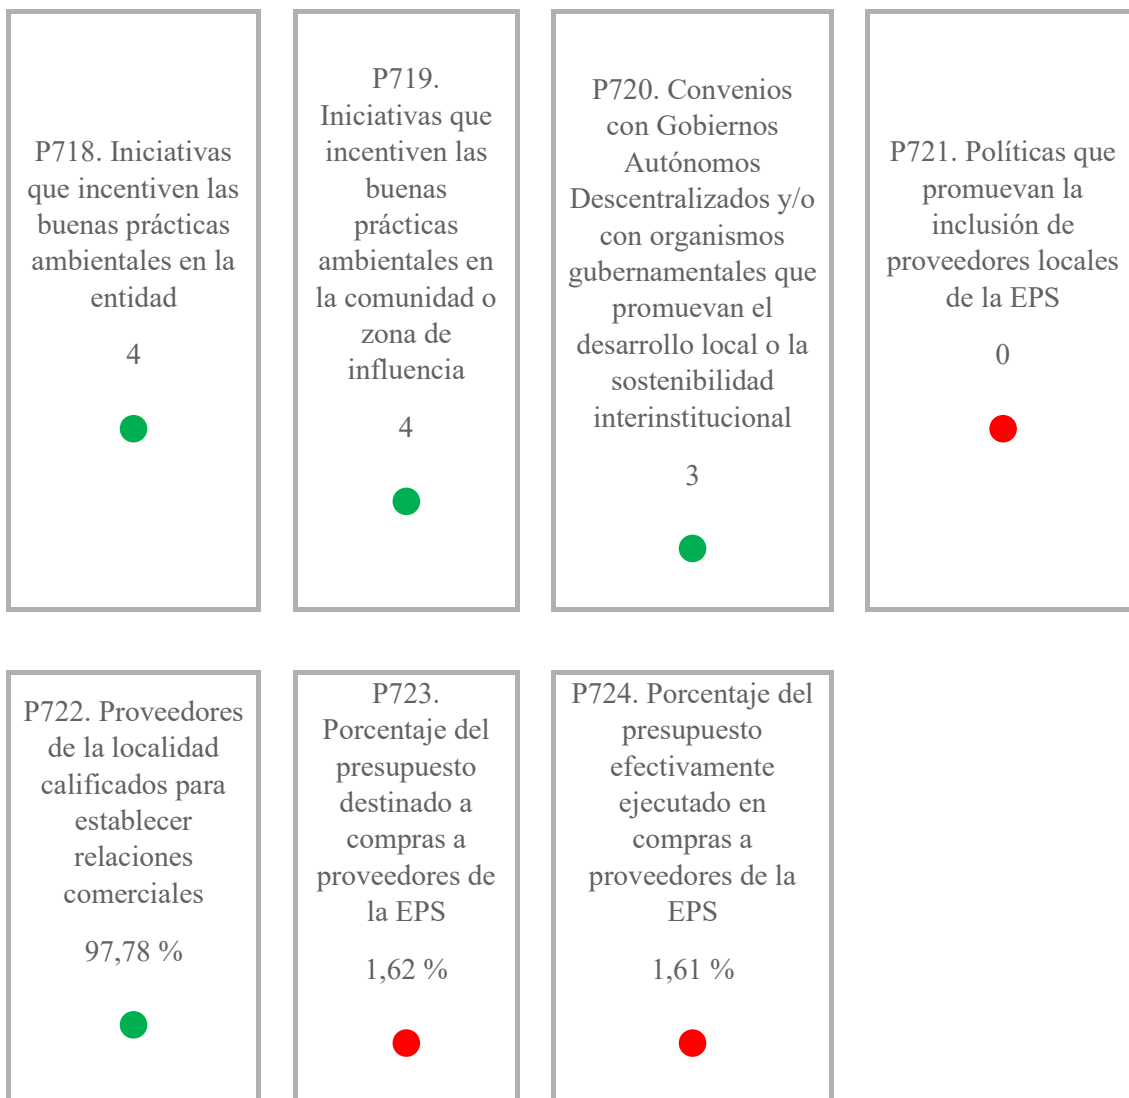 P718. Iniciativas
que incentiven las
buenas prácticas
ambientales en la
entidad
4
P719.
Iniciativas que
incentiven las
buenas
prácticas
ambientales en
la comunidad o
zona de
influencia
4
P720. Convenios
con Gobiernos
Autónomos
Descentralizados y/o
con organismos
gubernamentales que
promuevan el
desarrollo local o la
sostenibilidad
interinstitucional
3
P721. Políticas que
promuevan la
inclusión de
proveedores locales
de la EPS
0
P722. Proveedores
de la localidad
calificados para
establecer
relaciones
comerciales
97,78 %
P723.
Porcentaje del
presupuesto
destinado a
compras a
proveedores de
la EPS
1,62 %
P724. Porcentaje del
presupuesto
efectivamente
ejecutado en
compras a
proveedores de la
EPS
1,61 %